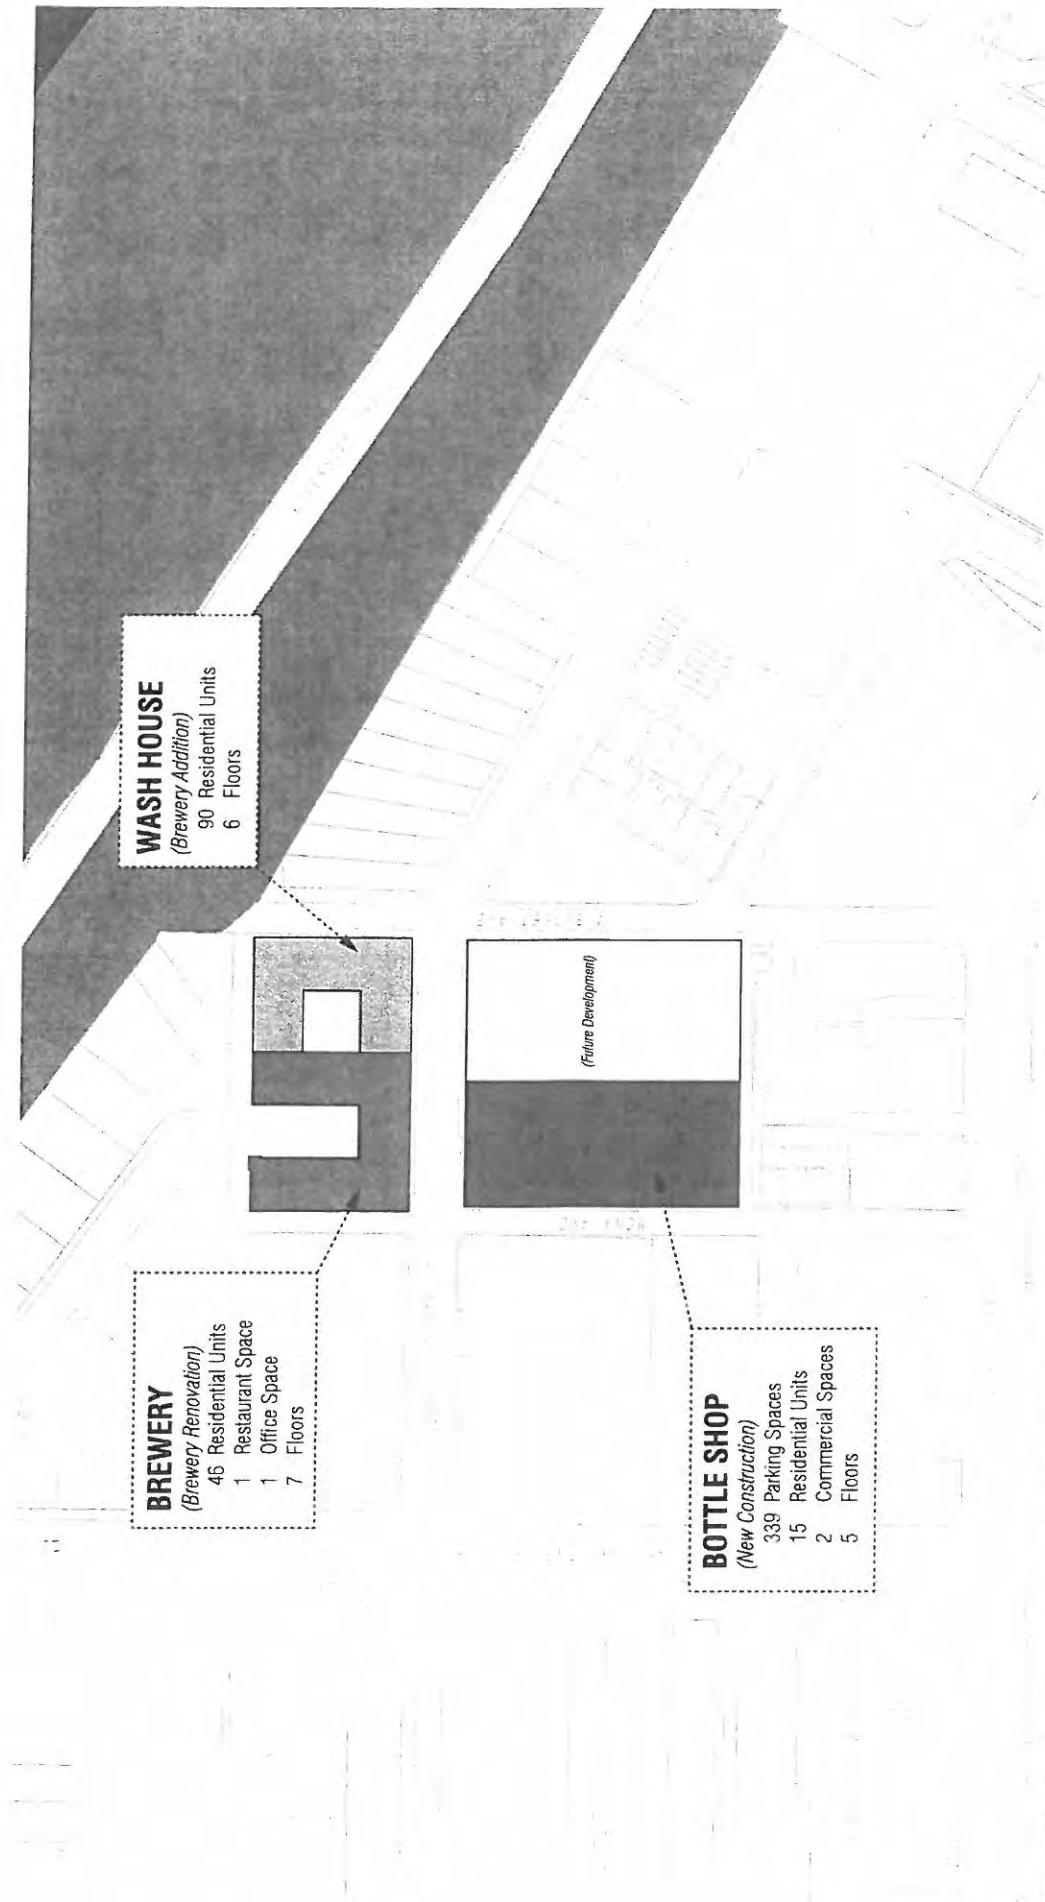 BREWERY
(Brewery Renovation)
46 Residential Units
1 Restaurant Space
1 Office Space
7 Floors
WASH HOUSE
(Brewery Addition)
90 Residential Units
6 Floors
BOTTLE SHOP
(New Construction)
339 Parking Spaces
15 Residential Units
2 Commercial Spaces
5 Floors
(Future Development)